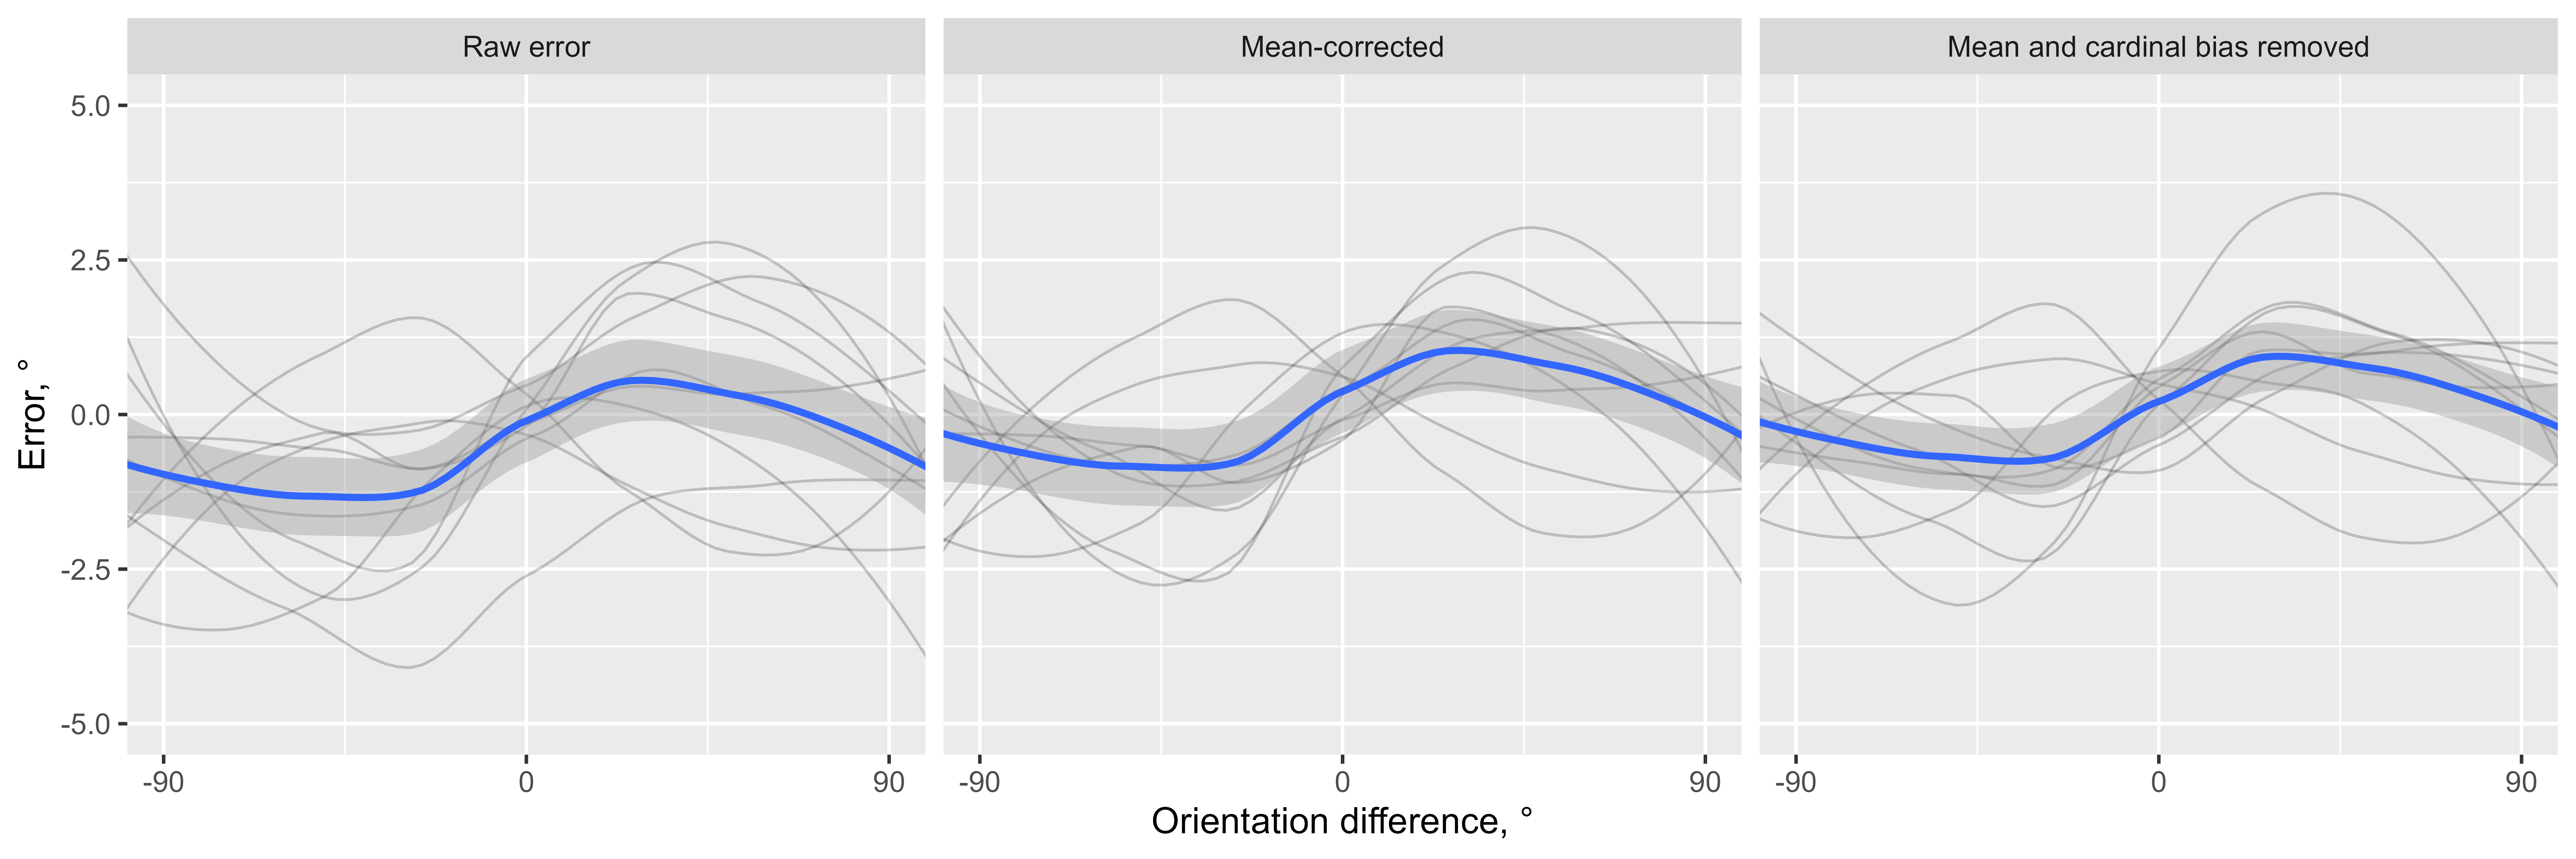 Raw error
Mean-corrected
Mean and cardinal bias removed
Error, °
5.0
2.5
0.0
-2.5
-5.0
-90 0 90
-90 0 90
-90 0 90
Orientation difference, °